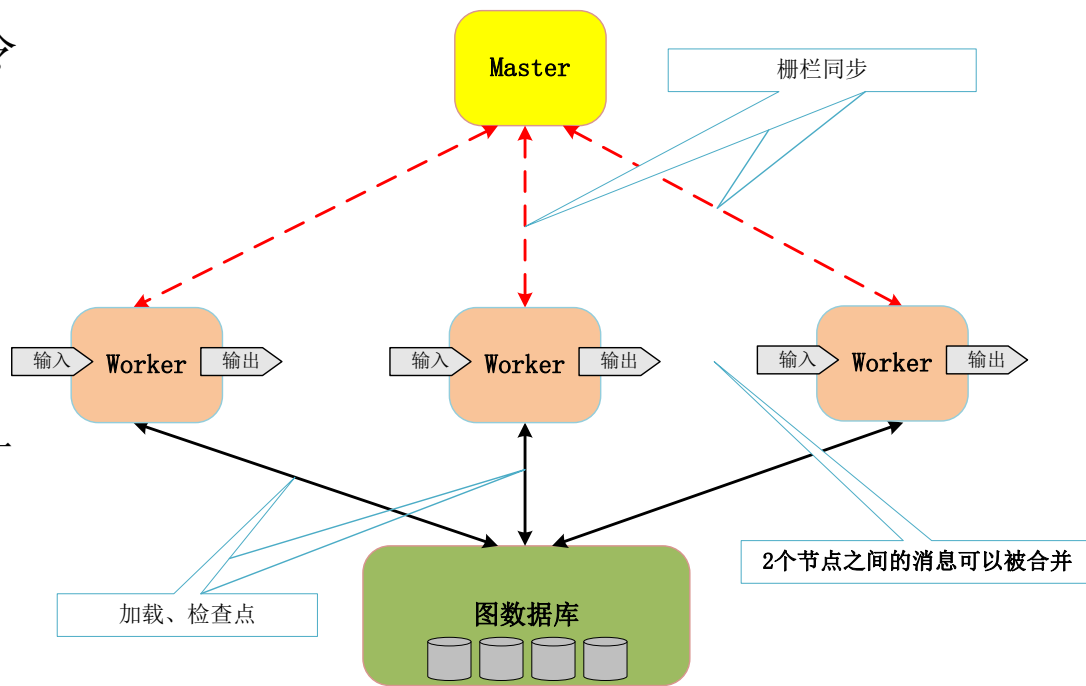 Master
栅栏同步
输入
Worker
输出
输入
Worker
输出
输入
Worker
输出
2个节点之间的消息可以被合并
加载、检查点
图数据库